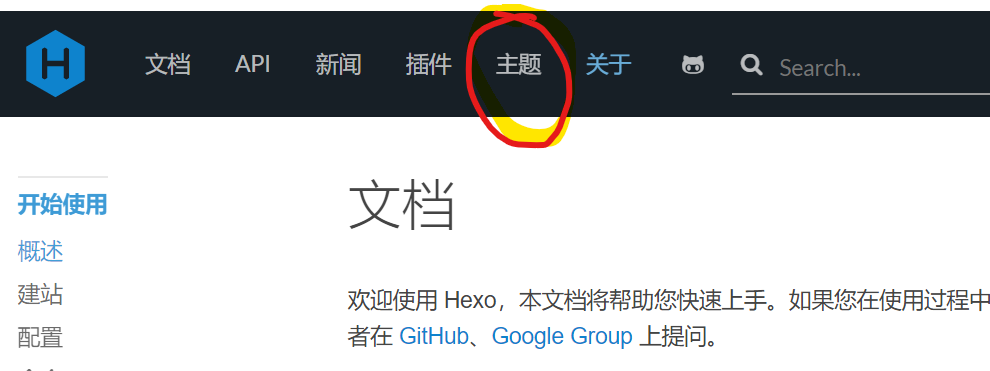 文档 API 新闻 插件 主题 关于 Search...
文档
开始使用
概述
建站
配置
欢迎使用 Hexo，本文档将帮助您快速上手。如果您在使用过程中
者在 GitHub、Google Group 上提问。